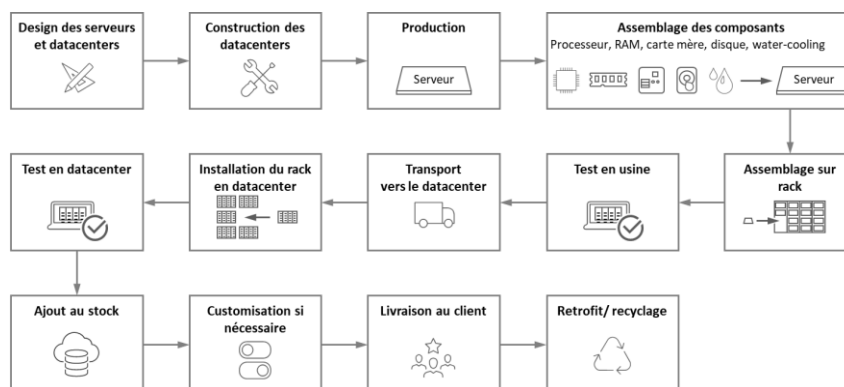 Design des serveurs
et datacenters
Construction des
datacenters
Production
Serveur
Assemblage des composants
Processeur, RAM, carte mère, disque, water-cooling
Serveur
Test en datacenter
Installation du rack
en datacenter
Transport
vers le datacenter
Test en usine
Assemblage sur
rack
Ajout au stock
Customisation si
nécessaire
Livraison au client
Retrofit/ recyclage